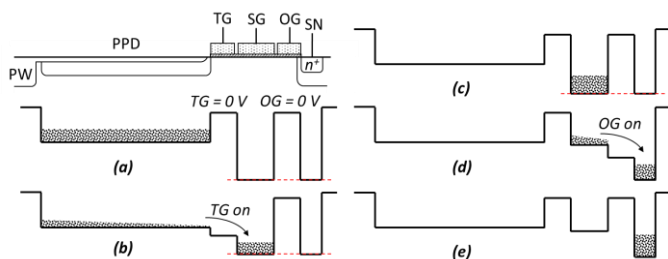 TG SG OG SN
PPD
PW
n⁺
TG = 0 V OG = 0 V
(a)
TG on
(b)
(c)
OG on
(d)
(e)